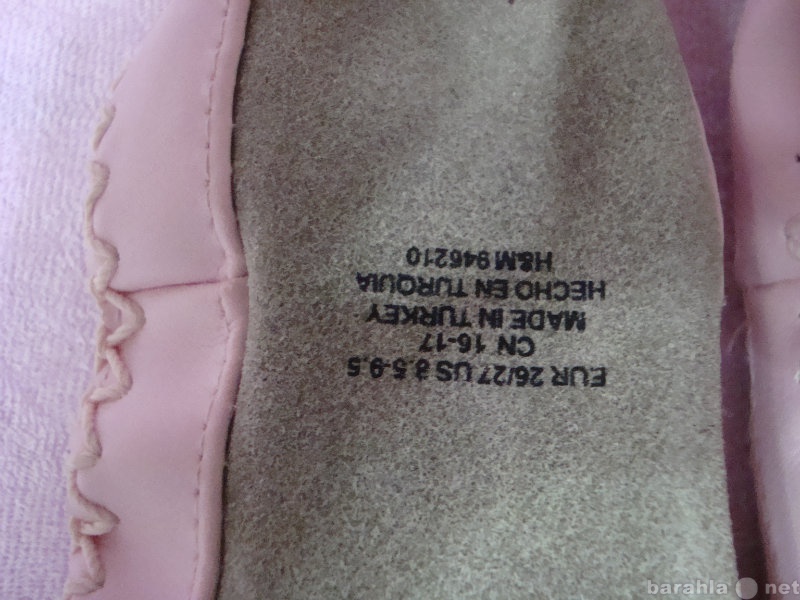 EUR 26/27 US 8.5-9.5
CN 16-17
MADE IN TURKEY
HECHO EN TURQUIA
H&M 946210
barahla net